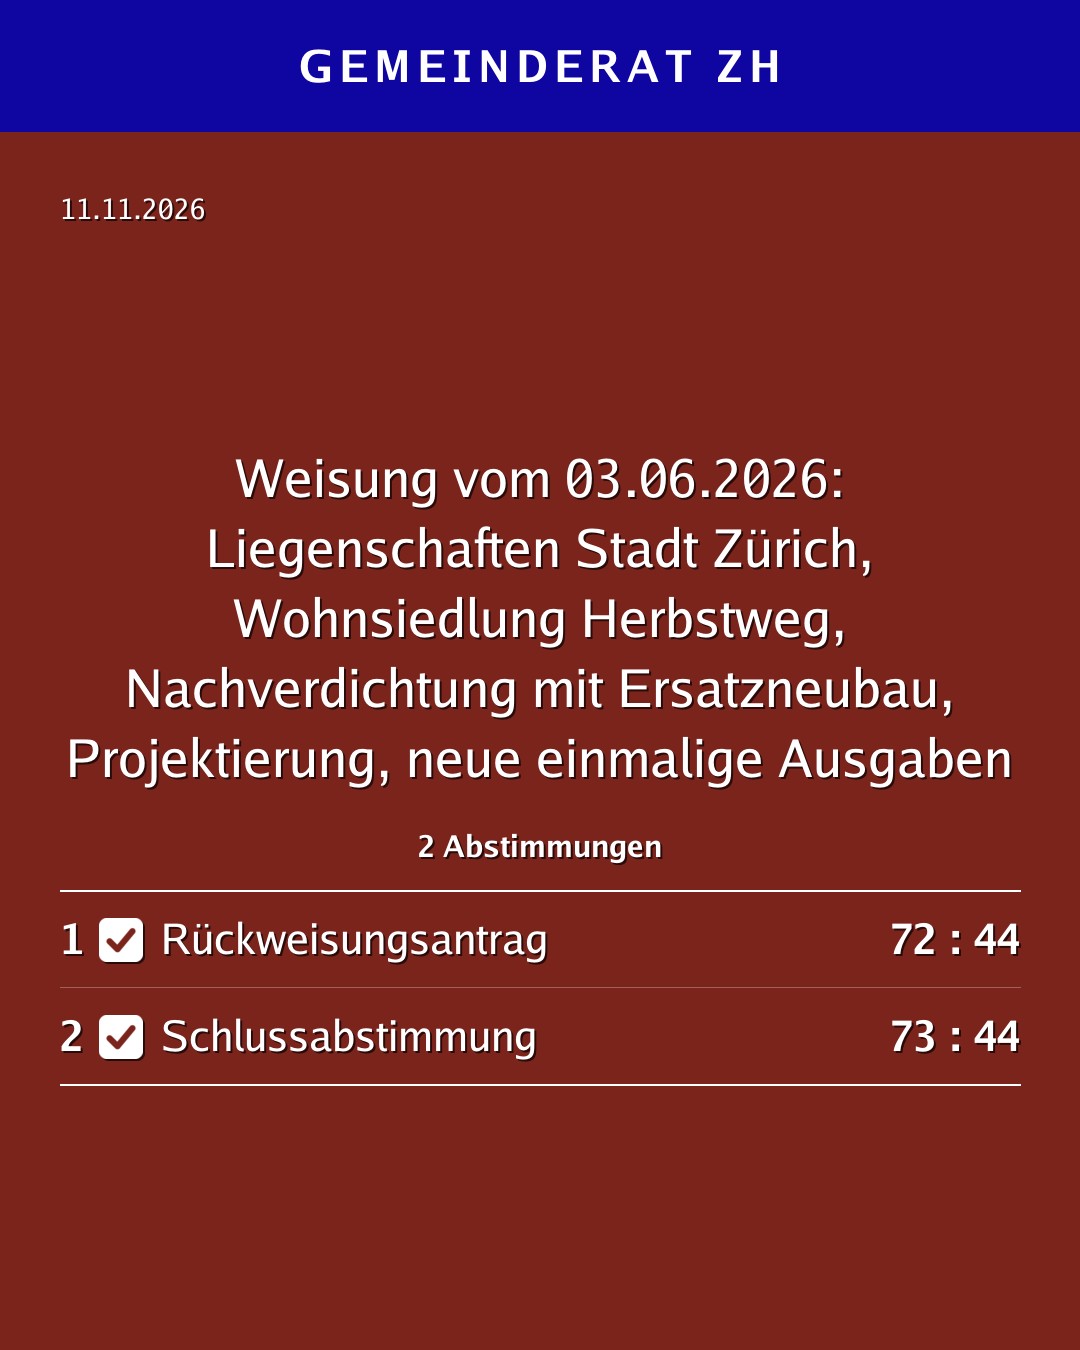 GEMEINDERAT ZH
11.11.2026
Weisung vom 03.06.2026:
Liegenschaften Stadt Zürich,
Wohnsiedlung Herbstweg,
Nachverdichtung mit Ersatzneubau,
Projektierung, neue einmalige Ausgaben
2 Abstimmungen
1 Rückweisungsantrag 72 : 44
2 Schlussabstimmung 73 : 44